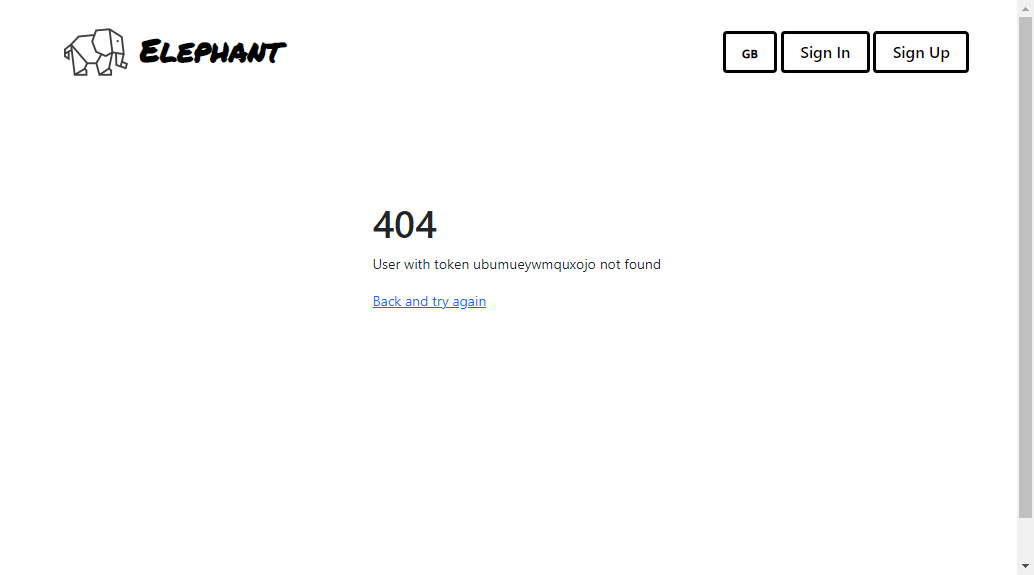 Elephant
GB
Sign In
Sign Up
404
User with token ubumueywmquxojo not found
Back and try again